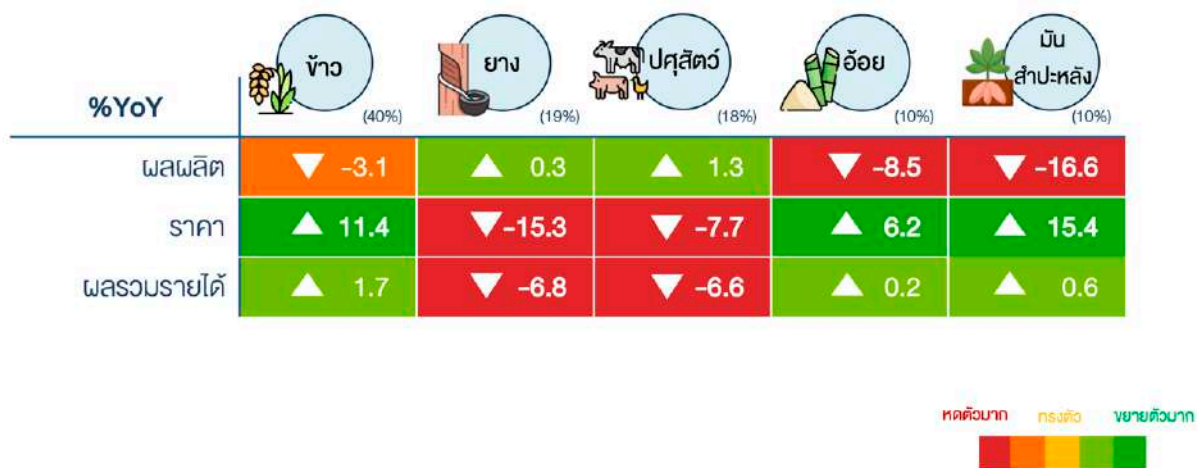 ข้าว ยาง ปศุสัตว์ อ้อย มัน
สำปะหลัง
%YoY (40%) (19%) (18%) (10%) (10%)
ผลผลิต ▼ -3.1 ▲ 0.3 ▲ 1.3 ▼ -8.5 ▼ -16.6
ราคา ▲ 11.4 ▼ -15.3 ▼ -7.7 ▲ 6.2 ▲ 15.4
ผลรวมรายได้ ▲ 1.7 ▼ -6.8 ▼ -6.6 ▲ 0.2 ▲ 0.6
หดตัวมาก ทรงตัว ขยายตัวมาก